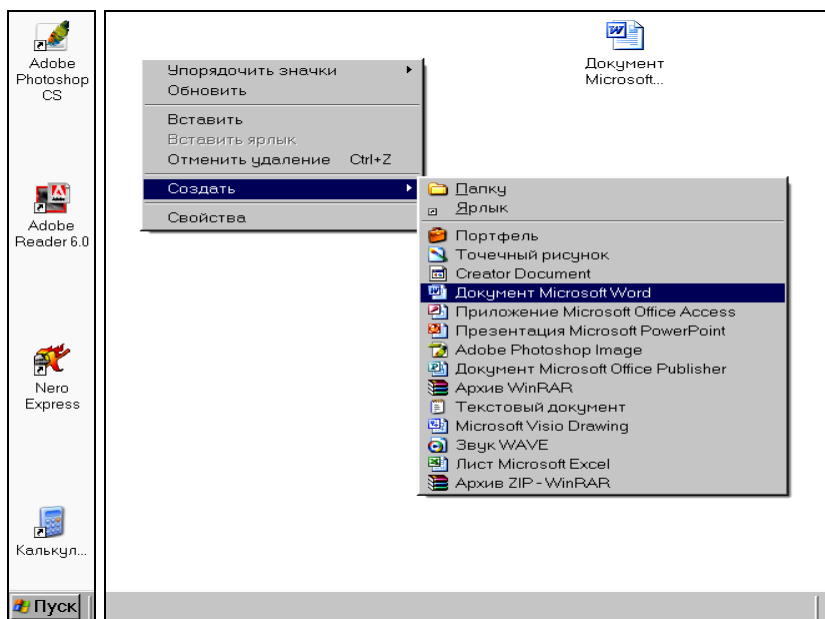 Adobe
Photoshop
CS
Adobe
Reader 6.0
Nero
Express
Калькул...
Пуск
Упорядочить значки
Обновить
Вставить
Вставить ярлык
Отменить удаление Ctrl+Z
Создать
Свойства
Папку
Ярлык
Портфель
Точечный рисунок
Creator Document
Документ Microsoft Word
Приложение Microsoft Office Access
Презентация Microsoft PowerPoint
Adobe Photoshop Image
Документ Microsoft Office Publisher
Архив WinRAR
Текстовый документ
Microsoft Visio Drawing
Звук WAVE
Лист Microsoft Excel
Архив ZIP - WinRAR
Документ
Microsoft...